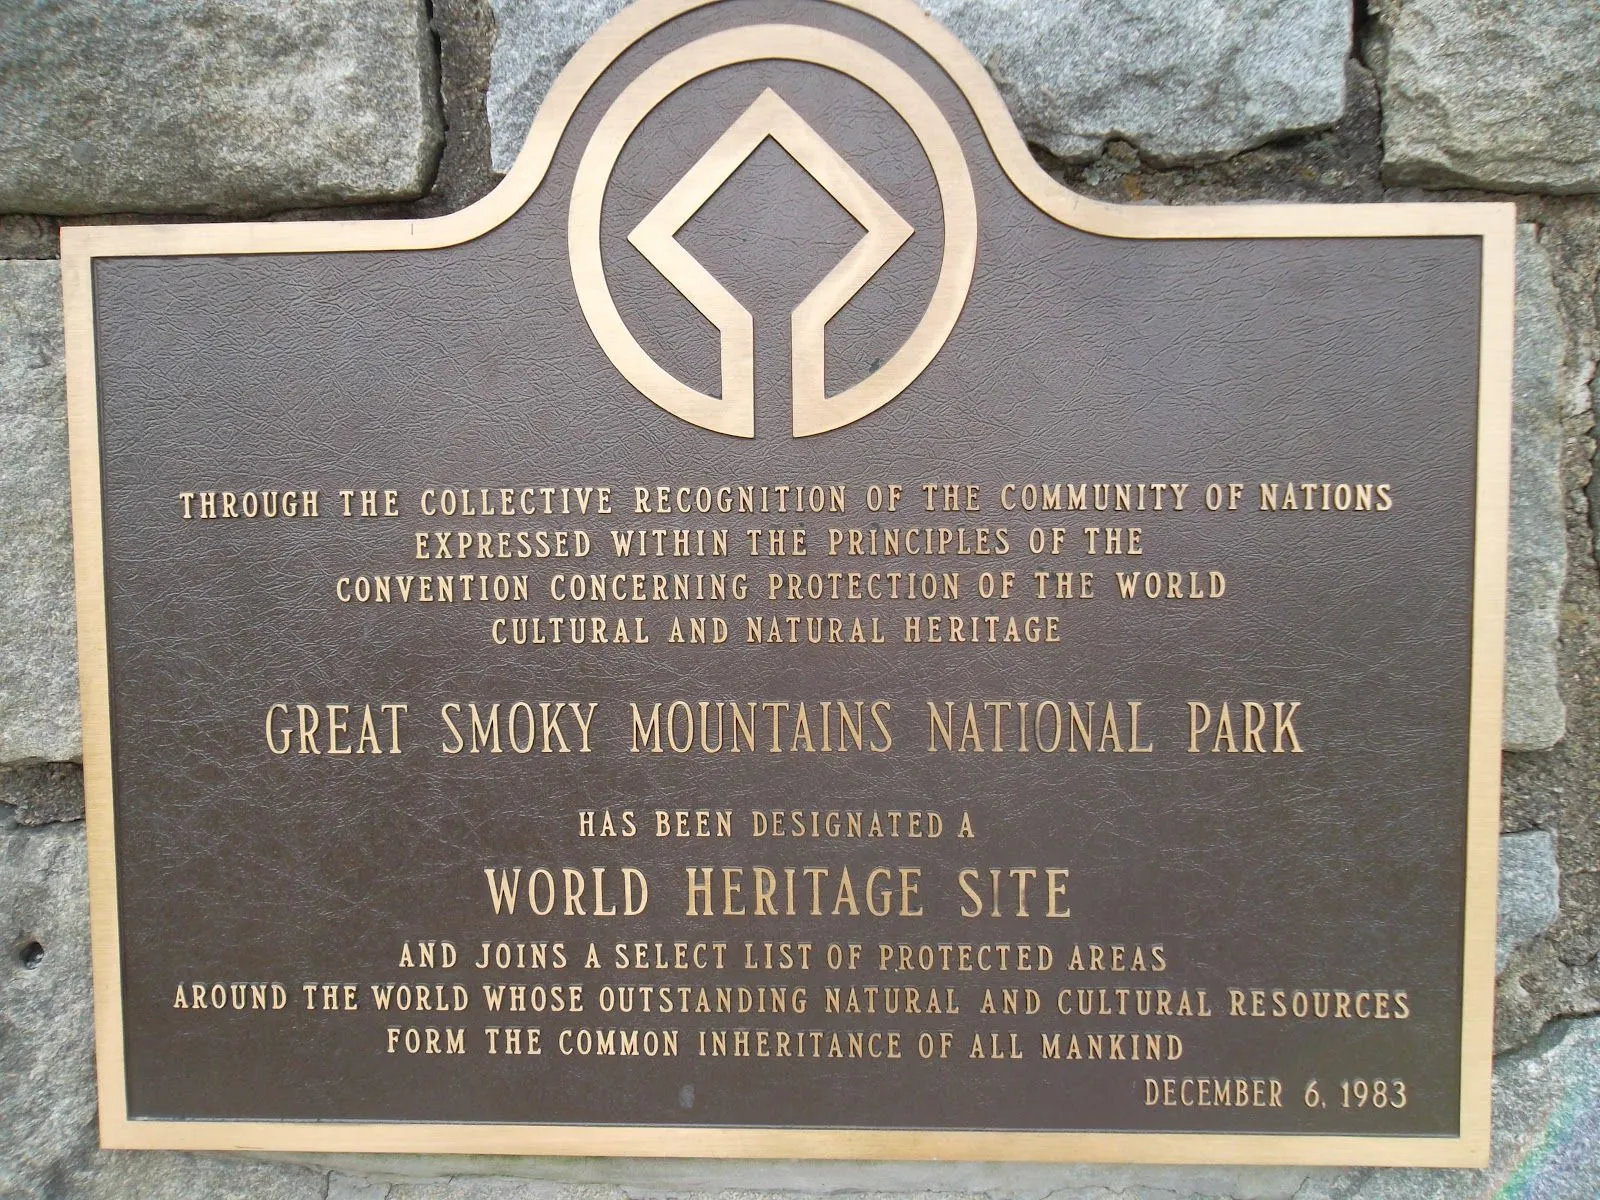 THROUGH THE COLLECTIVE RECOGNITION OF THE COMMUNITY OF NATIONS
EXPRESSED WITHIN THE PRINCIPLES OF THE
CONVENTION CONCERNING PROTECTION OF THE WORLD
CULTURAL AND NATURAL HERITAGE
GREAT SMOKY MOUNTAINS NATIONAL PARK
HAS BEEN DESIGNATED A
WORLD HERITAGE SITE
AND JOINS A SELECT LIST OF PROTECTED AREAS
AROUND THE WORLD WHOSE OUTSTANDING NATURAL AND CULTURAL RESOURCES
FORM THE COMMON INHERITANCE OF ALL MANKIND
DECEMBER 6, 1983